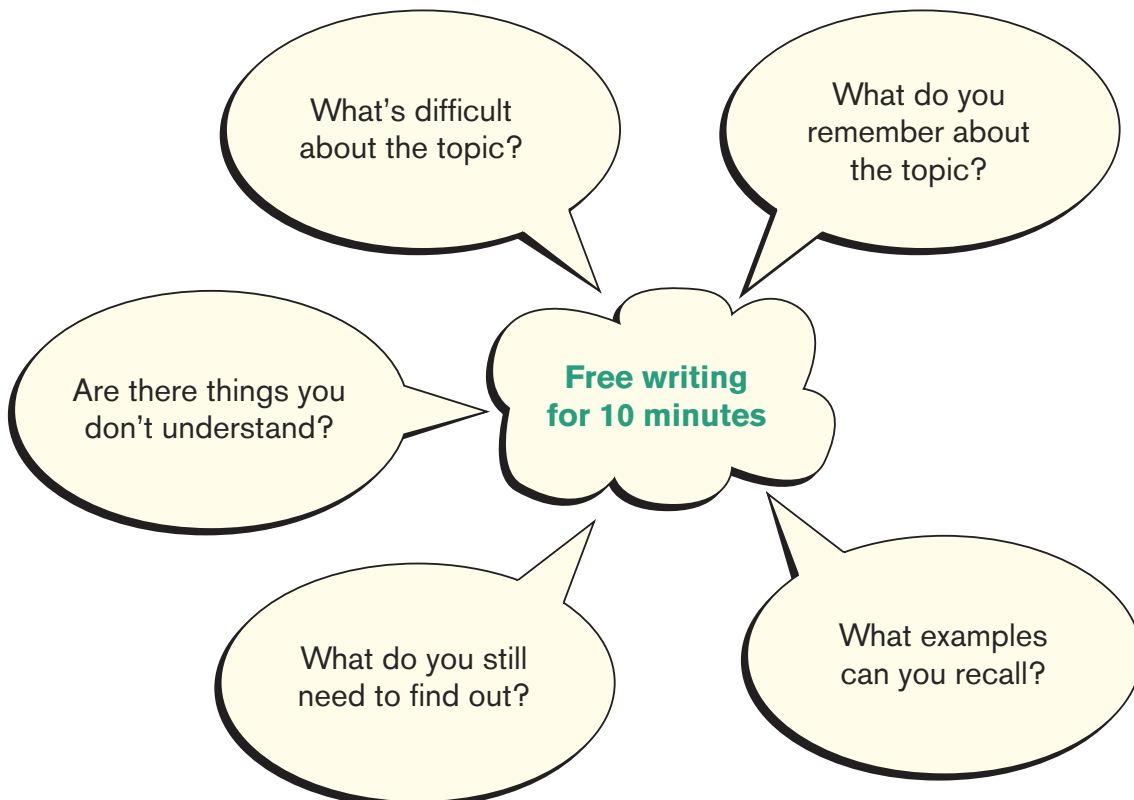 What’s difficult
about the topic?
What do you
remember about
the topic?
Free writing
for 10 minutes
Are there things you
don’t understand?
What do you still
need to find out?
What examples
can you recall?